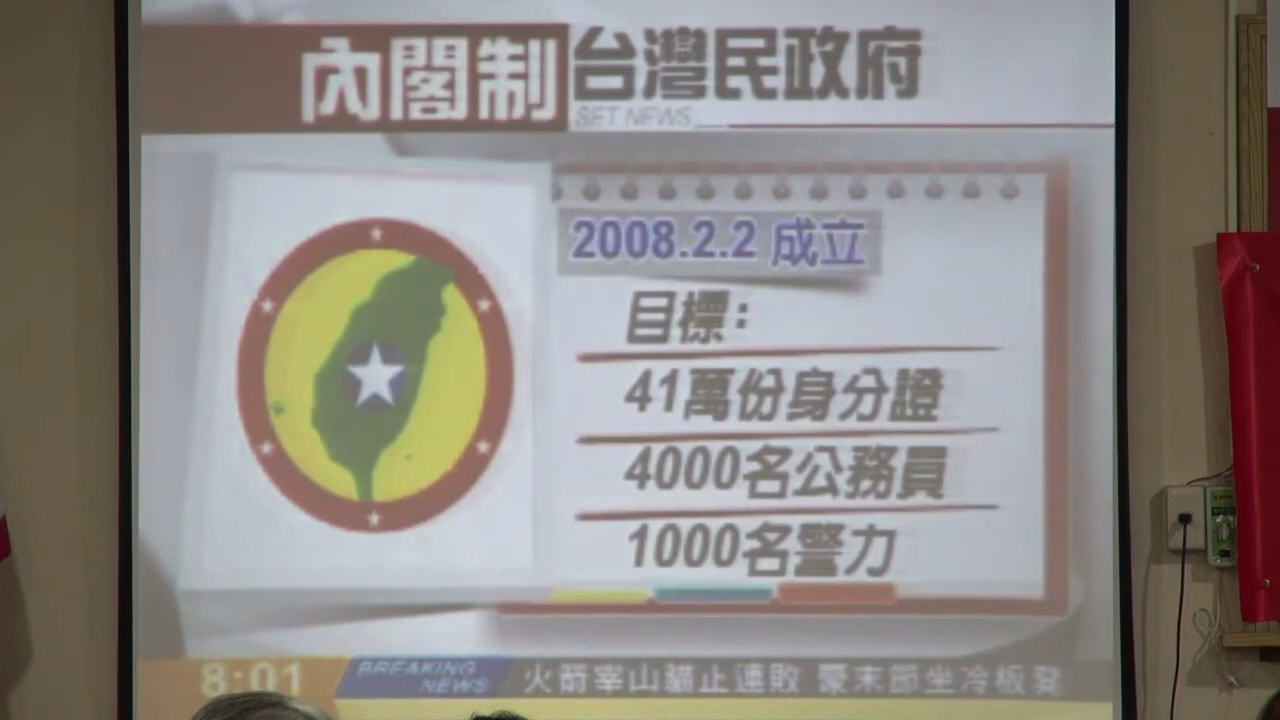 內閣制 台灣民政府
SET NEWS
2008.2.2 成立
目標:
41萬份身分證
4000名公務員
1000名警力
8:01
BREAKING NEWS
火箭宰山貓止連敗 豪末節坐冷板凳